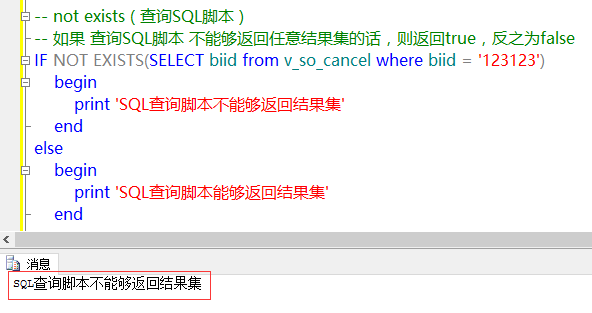 -- not exists ( 查询SQL脚本 )
-- 如果 查询SQL脚本 不能够返回任意结果集的话，则返回true，反之为false
IF NOT EXISTS(SELECT biid from v_so_cancel where biid = '123123')
begin
print 'SQL查询脚本不能够返回结果集'
end
else
begin
print 'SQL查询脚本能够返回结果集'
end
消息
SQL查询脚本不能够返回结果集